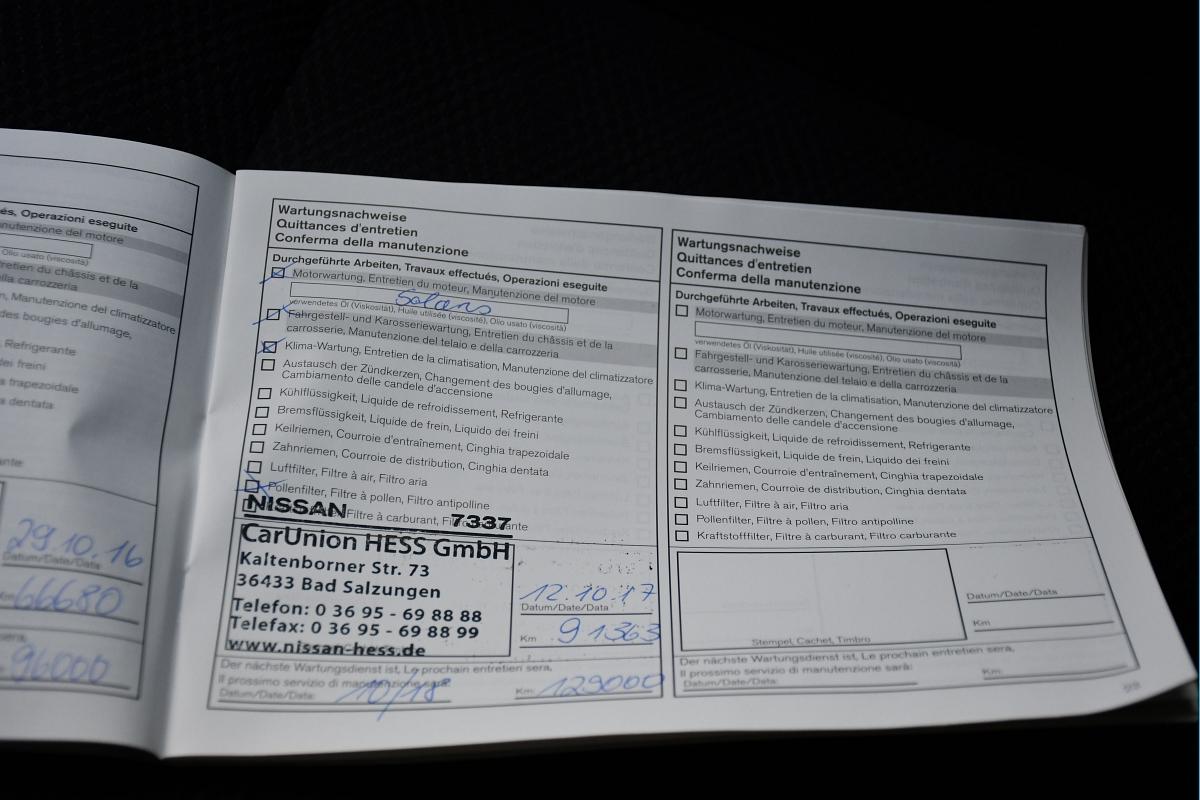 és, Operazioni eseguite
nutenzione del motore
Olio usato (viscosità)
retien du châssis et de la
ella carrozzeria
n, Manutenzione del climatizzatore
des bougies d'allumage,
Refrigerante
dei freini
a trapezoidale
a dentata
ante
29.10.16
Datum/Date/Data
Km 66680
sera,
96000
Wartungsnachweise
Quittances d'entretien
Conferma della manutenzione
Durchgeführte Arbeiten, Travaux effectués, Operazioni eseguite
Motorwartung, Entretien du moteur, Manutenzione del motore
verwendetes Öl (Viskosität), Huile utilisée (viscosité), Olio usato (viscosità)
Fahrgestell- und Karosseriewartung, Entretien du châssis et de la
carrosserie, Manutenzione del telaio e della carrozzeria
Klima-Wartung, Entretien de la climatisation, Manutenzione del climatizzatore
Austausch der Zündkerzen, Changement des bougies d'allumage,
Cambiamento delle candele d'accensione
Kühlflüssigkeit, Liquide de refroidissement, Refrigerante
Bremsflüssigkeit, Liquide de frein, Liquido dei freini
Keilriemen, Courroie d'entraînement, Cinghia trapezoidale
Zahnriemen, Courroie de distribution, Cinghia dentata
Luftfilter, Filtre à air, Filtro aria
Pollenfilter, Filtre à pollen, Filtro antipolline
Filtre à carburant,
NISSAN 7337
CarUnion HESS GmbH
Kaltenborner Str. 73
36433 Bad Salzungen
Telefon: 0 36 95 - 69 88 88
Telefax: 0 36 95 - 69 88 99
www.nissan-hess.de
12.10.17
Datum/Date/Data
Km 91363
Der nächste Wartungsdienst ist, Le prochain entretien sera,
Il prossimo servizio di manutenzione sarà:
Datum/Date/Data: 10/18 Km: 129000
Wartungsnachweise
Quittances d'entretien
Conferma della manutenzione
Durchgeführte Arbeiten, Travaux effectués, Operazioni eseguite
Motorwartung, Entretien du moteur, Manutenzione del motore
verwendetes Öl (Viskosität), Huile utilisée (viscosité), Olio usato (viscosità)
Fahrgestell- und Karosseriewartung, Entretien du châssis et de la
carrosserie, Manutenzione del telaio e della carrozzeria
Klima-Wartung, Entretien de la climatisation, Manutenzione del climatizzatore
Austausch der Zündkerzen, Changement des bougies d'allumage,
Cambiamento delle candele d'accensione
Kühlflüssigkeit, Liquide de refroidissement, Refrigerante
Bremsflüssigkeit, Liquide de frein, Liquido dei freini
Keilriemen, Courroie d'entraînement, Cinghia trapezoidale
Zahnriemen, Courroie de distribution, Cinghia dentata
Luftfilter, Filtre à air, Filtro aria
Pollenfilter, Filtre à pollen, Filtro antipolline
Kraftstofffilter, Filtre à carburant, Filtro carburante
Stempel, Cachet, Timbro
Datum/Date/Data
Km
Der nächste Wartungsdienst ist, Le prochain entretien sera,
Il prossimo servizio di manutenzione sarà:
Datum/Date/Data: Km: